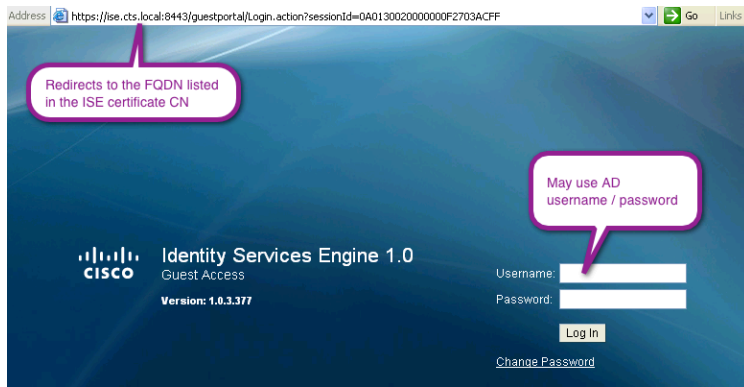 Address https://ise.cts.local:8443/guestportal/Login.action?sessionId=0A0130020000000F2703ACFF Go Links
Redirects to the FQDN listed
in the ISE certificate CN
May use AD
username / password
CISCO
Identity Services Engine 1.0
Guest Access
Version: 1.0.3.377
Username:
Password:
Log In
Change Password